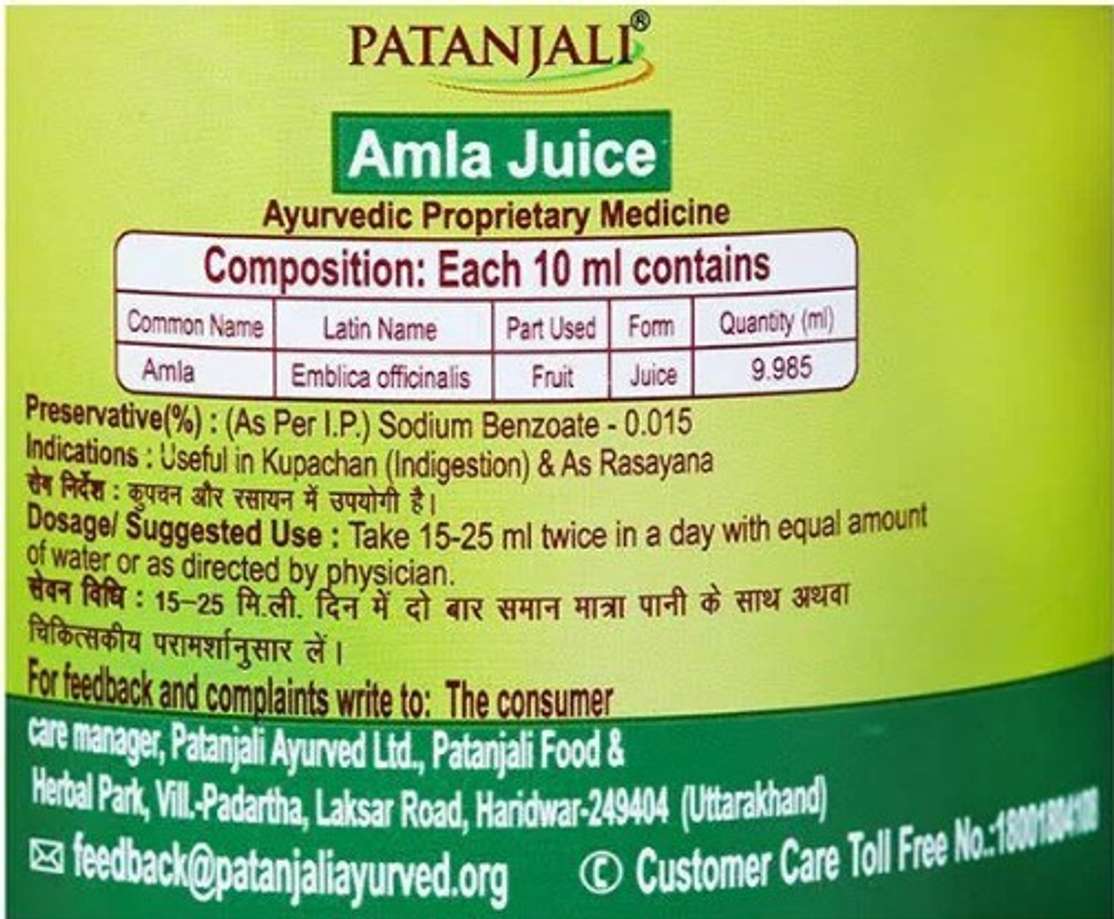 PATANJALI®
Amla Juice
Ayurvedic Proprietary Medicine
Composition: Each 10 ml contains
Common Name Latin Name Part Used Form Quantity (ml)
Amla Emblica officinalis Fruit Juice 9.985
Preservative(%) : (As Per I.P.) Sodium Benzoate - 0.015
Indications : Useful in Kupachan (Indigestion) & As Rasayana
रोग निर्देश : कुपचन और रसायन में उपयोगी है।
Dosage/ Suggested Use : Take 15-25 ml twice in a day with equal amount
of water or as directed by physician.
सेवन विधि : 15–25 मि.ली. दिन में दो बार समान मात्रा पानी के साथ अथवा
चिकित्सकीय परामर्शानुसार लें।
For feedback and complaints write to: The consumer
care manager, Patanjali Ayurved Ltd., Patanjali Food &
Herbal Park, Vill.-Padartha, Laksar Road, Haridwar-249404 (Uttarakhand)
feedback@patanjaliayurved.org
Customer Care Toll Free No.: